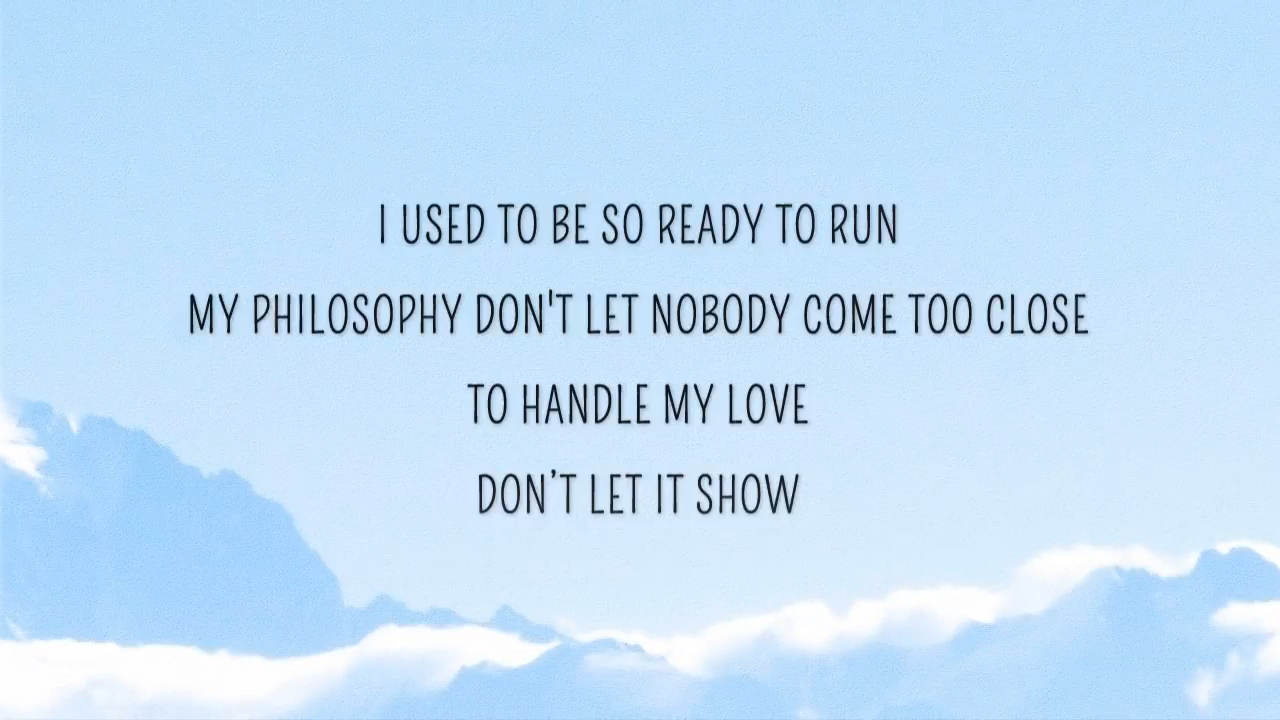 I USED TO BE SO READY TO RUN
MY PHILOSOPHY DON'T LET NOBODY COME TOO CLOSE
TO HANDLE MY LOVE
DON’T LET IT SHOW